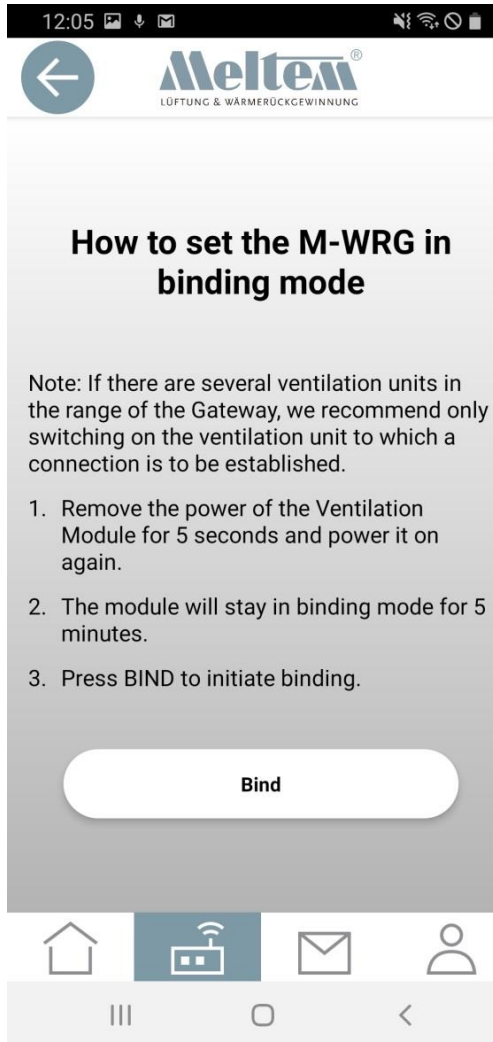 12:05
Meltem®
LÜFTUNG & WÄRMERÜCKGEWINNUNG
How to set the M-WRG in
binding mode
Note: If there are several ventilation units in
the range of the Gateway, we recommend only
switching on the ventilation unit to which a
connection is to be established.
1. Remove the power of the Ventilation
Module for 5 seconds and power it on
again.
2. The module will stay in binding mode for 5
minutes.
3. Press BIND to initiate binding.
Bind